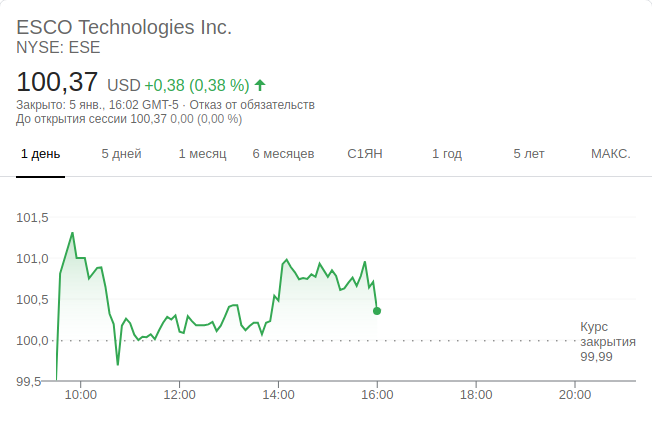 ESCO Technologies Inc.
NYSE: ESE
100,37 USD +0,38 (0,38 %)
Закрыто: 5 янв., 16:02 GMT-5 · Отказ от обязательств
До открытия сессии 100,37 0,00 (0,00 %)
1 день 5 дней 1 месяц 6 месяцев С1ЯН 1 год 5 лет МАКС.
101,5
101,0
100,5
100,0
99,5
Курс
закрытия
99,99
10:00 12:00 14:00 16:00 18:00 20:00